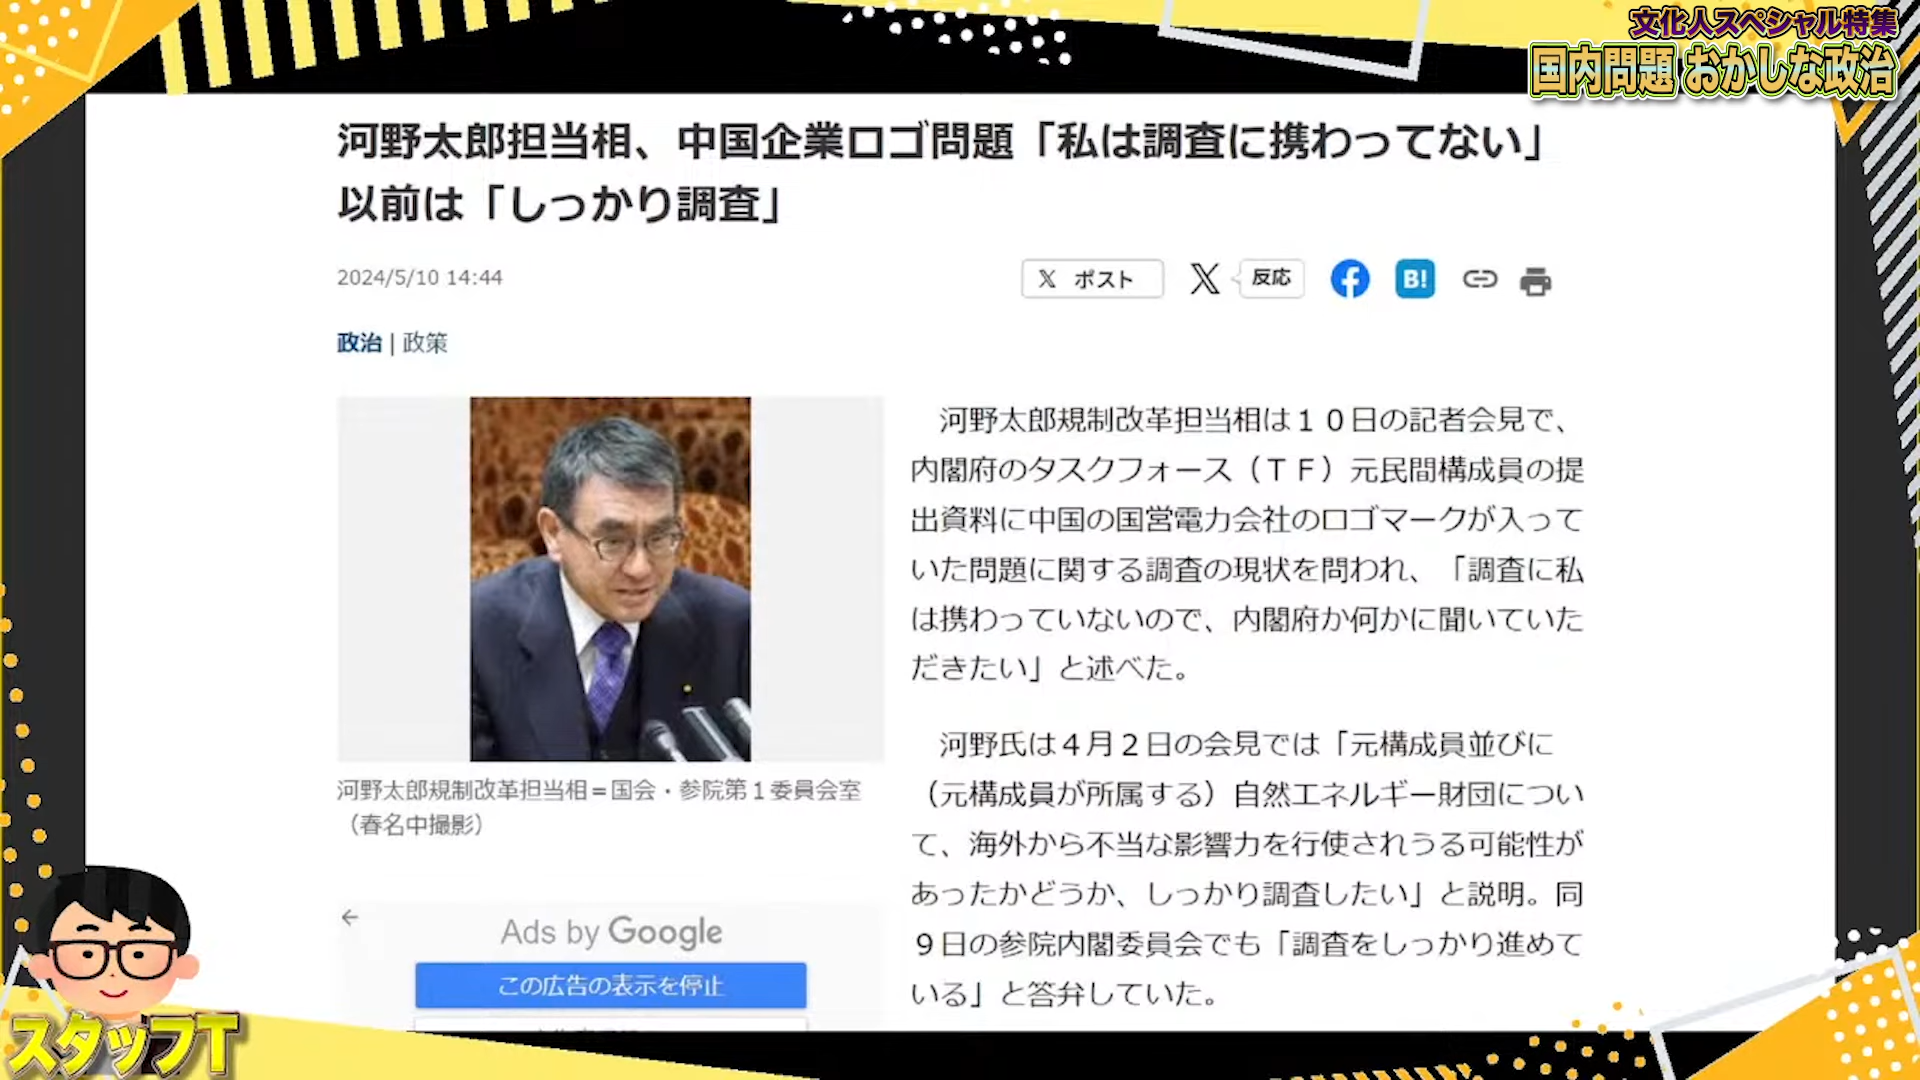 文化人スペシャル特集
国内問題 おかしな政治
河野太郎担当相、中国企業ロゴ問題「私は調査に携わってない」
以前は「しっかり調査」
2024/5/10 14:44
X ポスト
X 反応
B!
政治 | 政策
河野太郎規制改革担当相=国会・参院第1委員会室
(春名中撮影)
Ads by Google
この広告の表示を停止
河野太郎規制改革担当相は10日の記者会見で、
内閣府のタスクフォース(TF)元民間構成員の提
出資料に中国の国営電力会社のロゴマークが入って
いた問題に関する調査の現状を問われ、「調査に私
は携わっていないので、内閣府か何かに聞いていた
だきたい」と述べた。
河野氏は4月2日の会見では「元構成員並びに
(元構成員が所属する)自然エネルギー財団につい
て、海外から不当な影響力を行使されうる可能性が
あったかどうか、しっかり調査したい」と説明。同
9日の参院内閣委員会でも「調査をしっかり進めて
いる」と答弁していた。
スタッフT